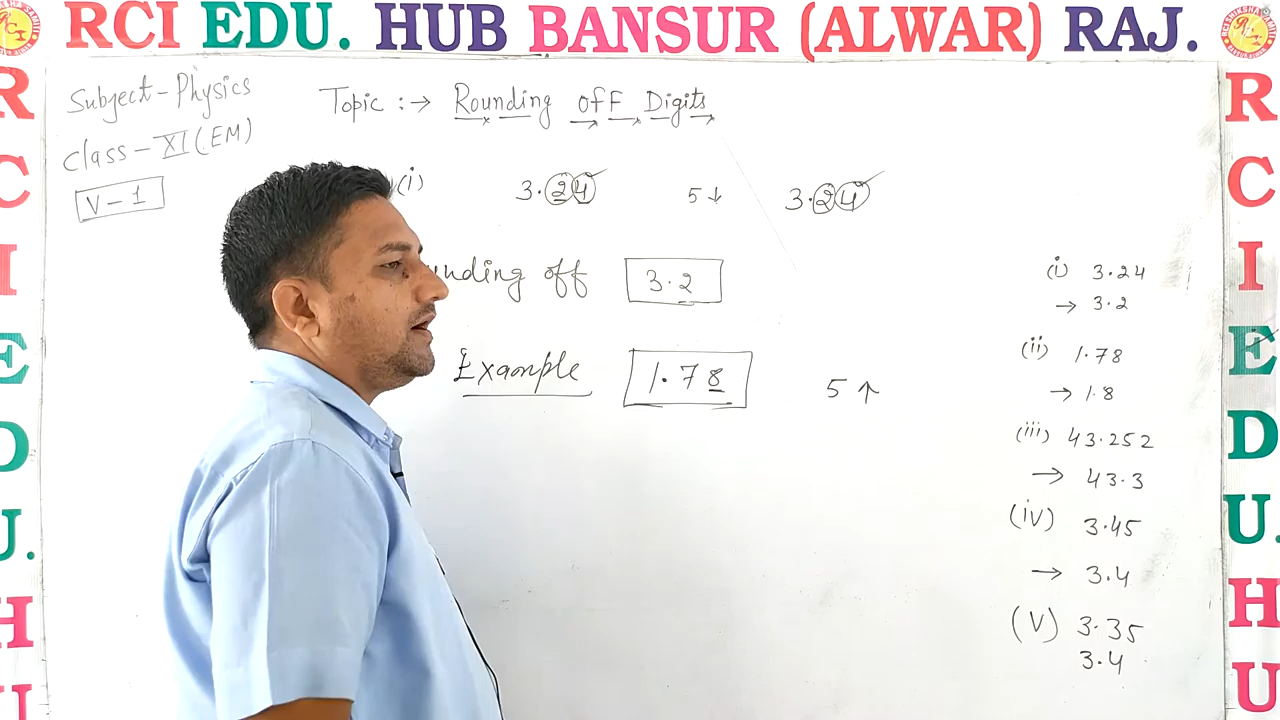 RCI EDU. HUB BANSUR (ALWAR) RAJ.
Subject - Physics
Class - XI (EM)
V - 1
Topic :→ Rounding off Digits
(i) 3.24 5↓ 3.24
unding off 3.2
Example 1.78 5 ↑
(i) 3.24
→ 3.2
(ii) 1.78
→ 1.8
(iii) 43.252
→ 43.3
(iv) 3.45
→ 3.4
(V) 3.35
3.4
R
C
I
E
D
U.
H
U
R
C
I
E
D
U.
H
U